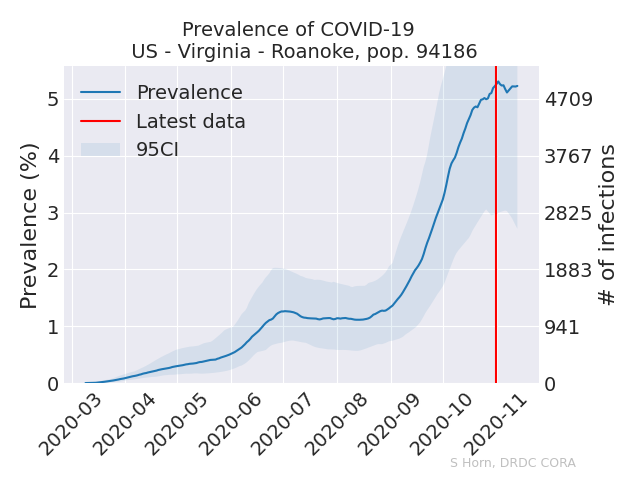 Prevalence of COVID-19
US - Virginia - Roanoke, pop. 94186
Prevalence
Latest data
95CI
Prevalence (%)
5
4
3
2
1
0
4709
3767
2825
1883
941
0
# of infections
2020-03
2020-04
2020-05
2020-06
2020-07
2020-08
2020-09
2020-10
2020-11
S Horn, DRDC CORA